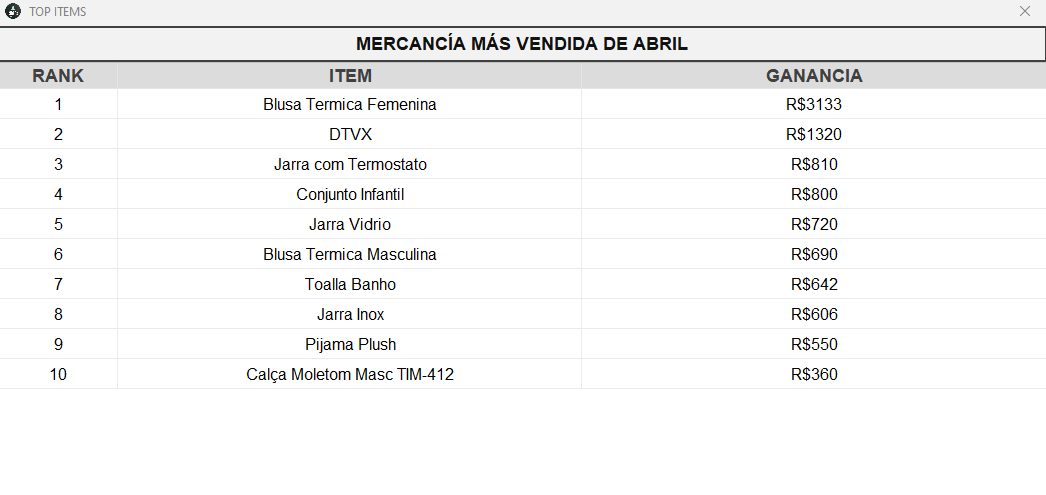 TOP ITEMS
MERCANCÍA MÁS VENDIDA DE ABRIL
RANK ITEM GANANCIA
1 Blusa Termica Femenina R$3133
2 DTVX R$1320
3 Jarra com Termostato R$810
4 Conjunto Infantil R$800
5 Jarra Vidrio R$720
6 Blusa Termica Masculina R$690
7 Toalla Banho R$642
8 Jarra Inox R$606
9 Pijama Plush R$550
10 Calça Moletom Masc TIM-412 R$360